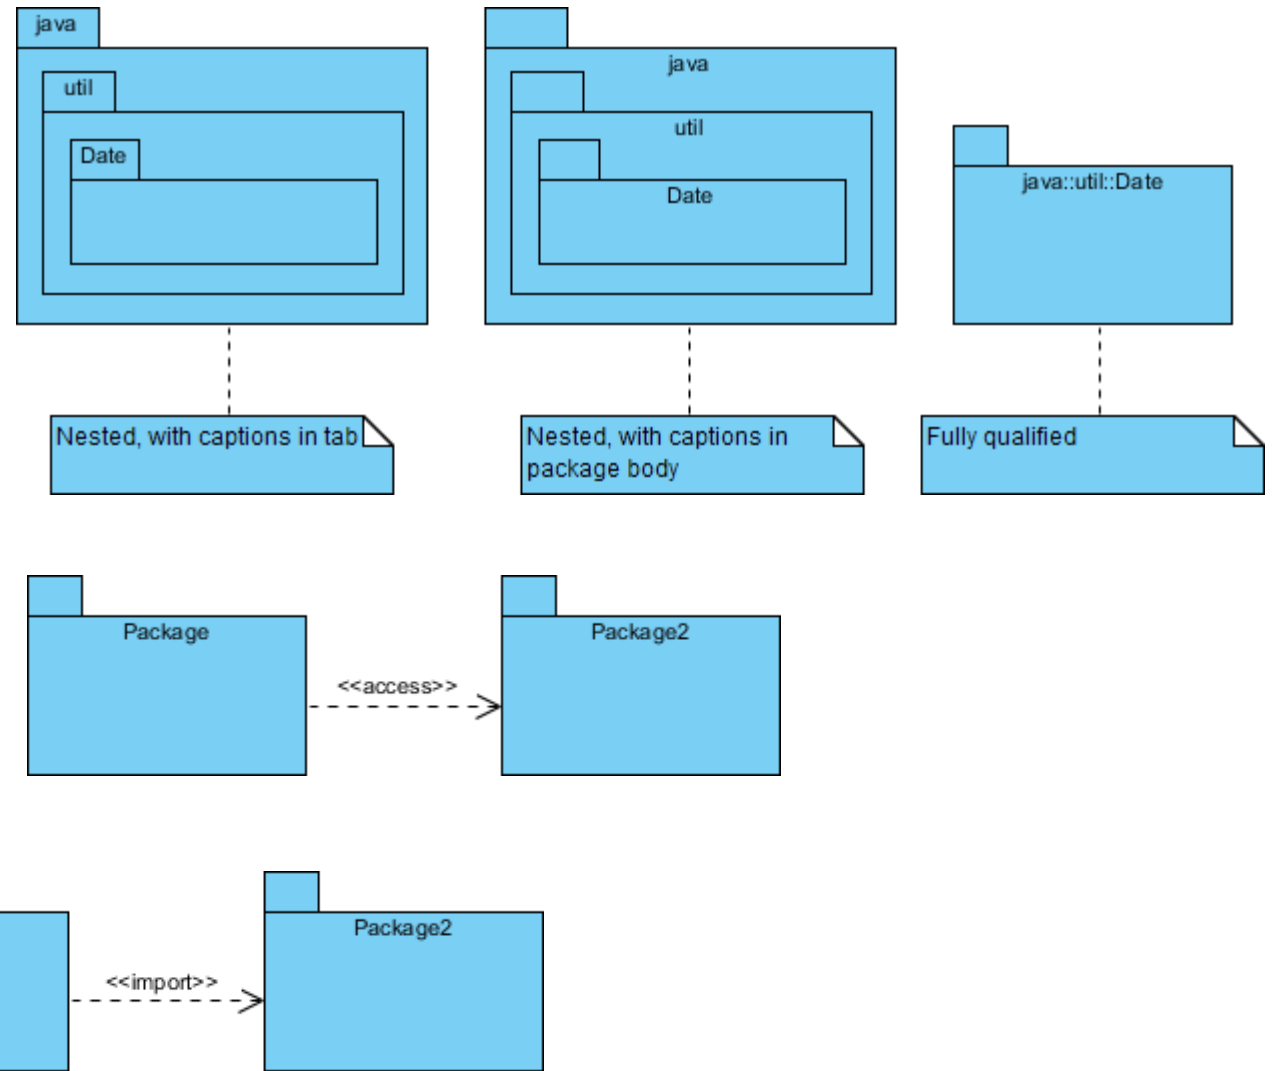 java
util
Date
java
util
Date
java::util::Date
Nested, with captions in tab
Nested, with captions in
package body
Fully qualified
Package
<<access>>
Package2
<<import>>
Package2